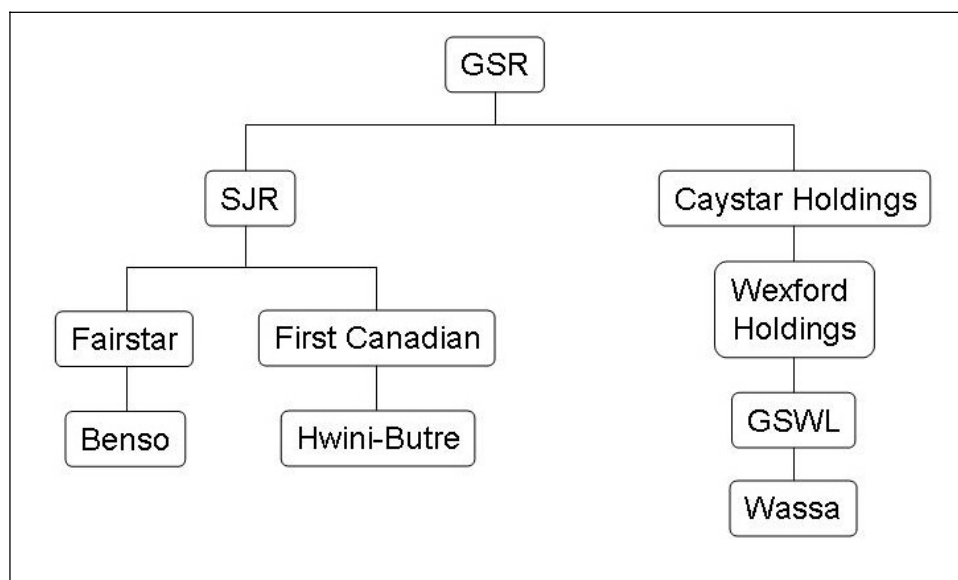 GSR
SJR
Caystar Holdings
Fairstar
First Canadian
Wexford
Holdings
Benso
Hwini-Butre
GSWL
Wassa